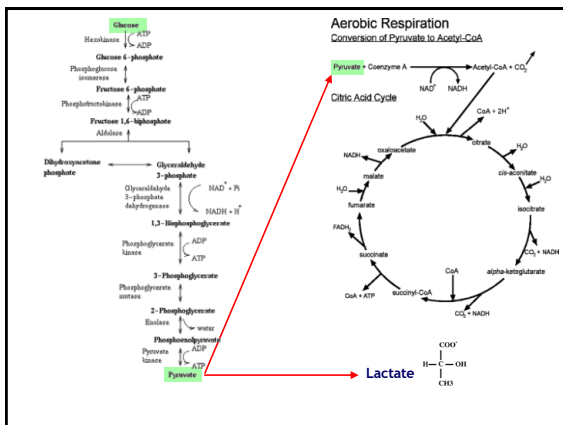 Glucose
Hexokinase
ATP
ADP
Glucose 6-phosphate
Phosphoglucose
isomerase
Fructose 6-phosphate
Phosphofructokinase
ATP
ADP
Fructose 1,6-biphosphate
Aldolase
Dihydroxyacetone
phosphate
Glyceraldehyde
3-phosphate
Glyceraldehyde
3-phosphate
dehydrogenase
NAD⁺ + Pi
NADH + H⁺
1,3-Bisphosphoglycerate
Phosphoglycerate
kinase
ADP
ATP
3-Phosphoglycerate
Phosphoglycerate
mutase
2-Phosphoglycerate
Enolase
water
Phosphoenolpyruvate
Pyruvate
kinase
ADP
ATP
Pyruvate
Aerobic Respiration
Conversion of Pyruvate to Acetyl-CoA
Pyruvate + Coenzyme A
Acetyl-CoA + CO₂
NAD⁺
NADH
Citric Acid Cycle
CoA + 2H⁺
H₂O
oxaloacetate
citrate
H₂O
NADH
cis-aconitate
malate
H₂O
H₂O
isocitrate
fumarate
FADH₂
CO₂ + NADH
succinate
alpha-ketoglutarate
CoA
CoA + ATP
succinyl-CoA
CO₂ + NADH
Lactate
COO⁻
H-C-OH
CH3